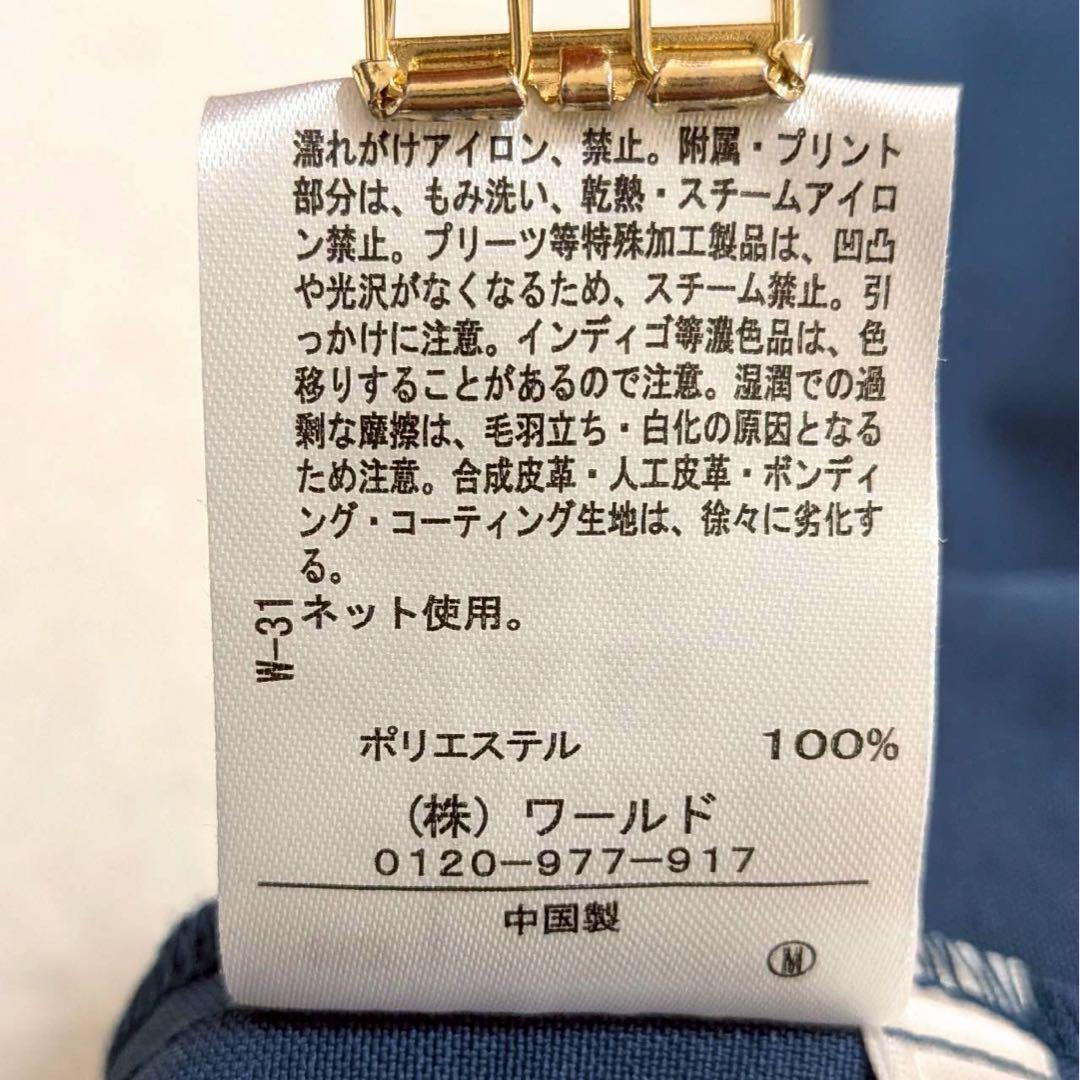 濡れがけアイロン、禁止。附属・プリント
部分は、もみ洗い、乾熱・スチームアイロ
ン禁止。プリーツ等特殊加工製品は、凹凸
や光沢がなくなるため、スチーム禁止。引
っかけに注意。インディゴ等濃色品は、色
移りすることがあるので注意。湿潤での過
剰な摩擦は、毛羽立ち・白化の原因となる
ため注意。合成皮革・人工皮革・ボンディ
ング・コーティング生地は、徐々に劣化す
る。
ネット使用。
W-31
ポリエステル 100%
(株) ワールド
0120-977-917
中国製
M